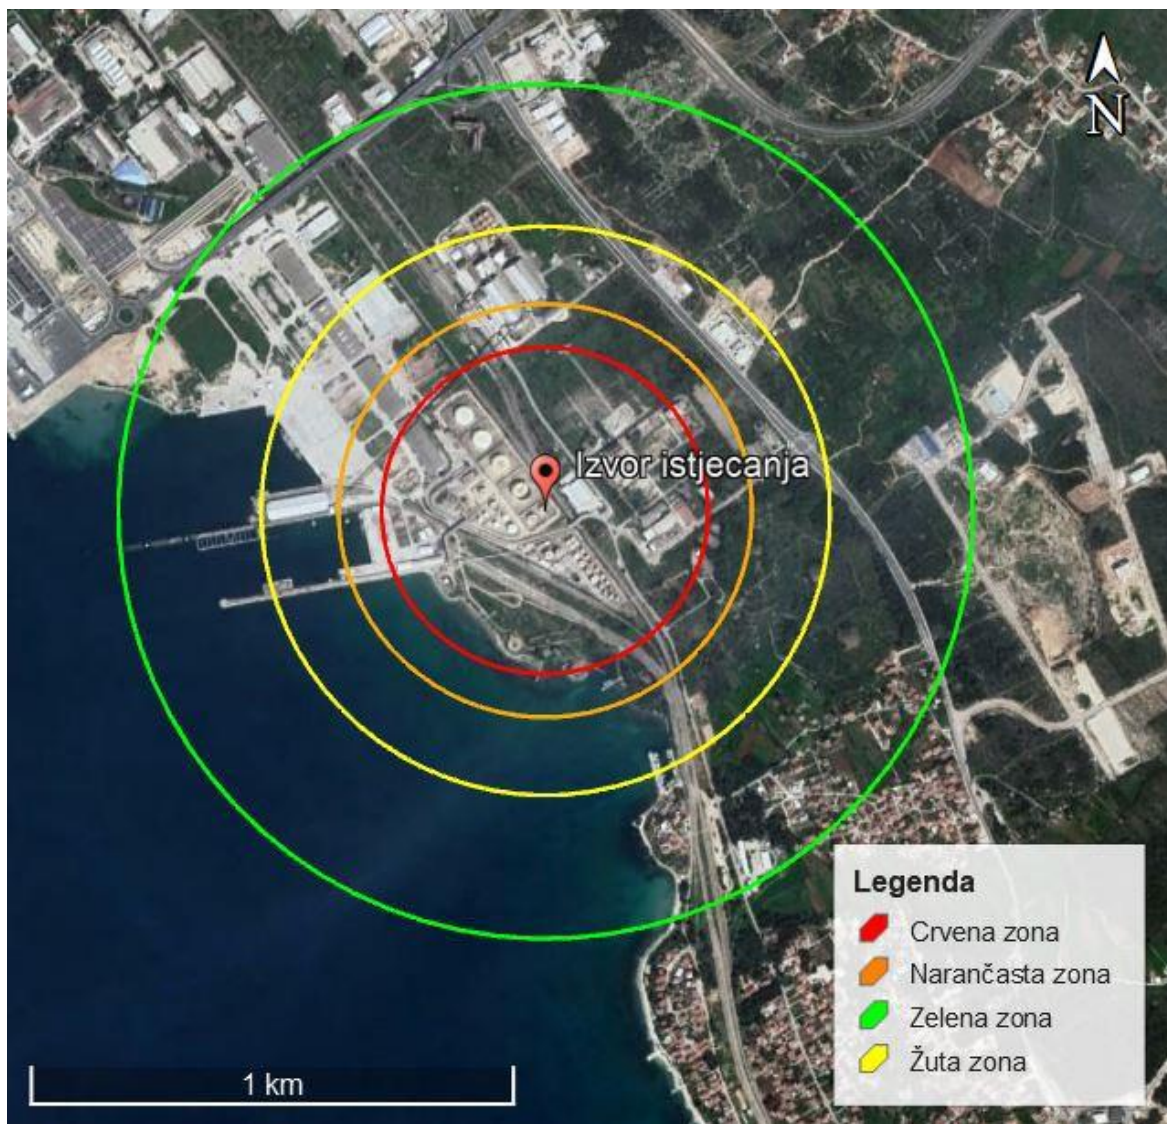 N
Izvor istjecanja
Legenda
Crvena zona
Narančasta zona
Zelena zona
Žuta zona
1 km